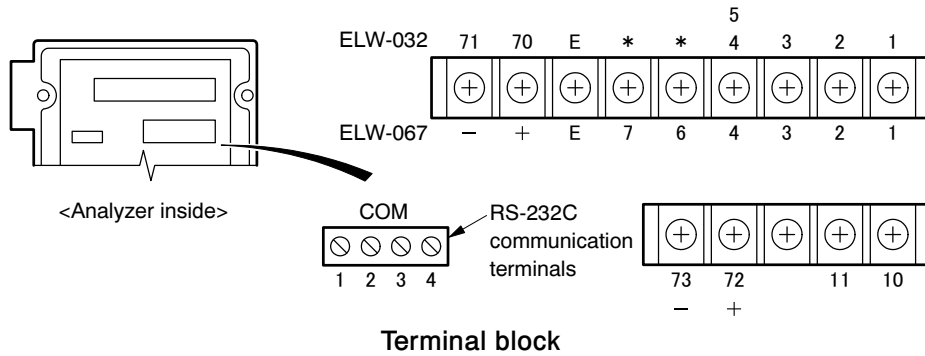 5
ELW-032 71 70 E * * 4 3 2 1
ELW-067 − + E 7 6 4 3 2 1
<Analyzer inside>
COM
RS-232C
communication
terminals
1 2 3 4
73 72 11 10
− +
Terminal block